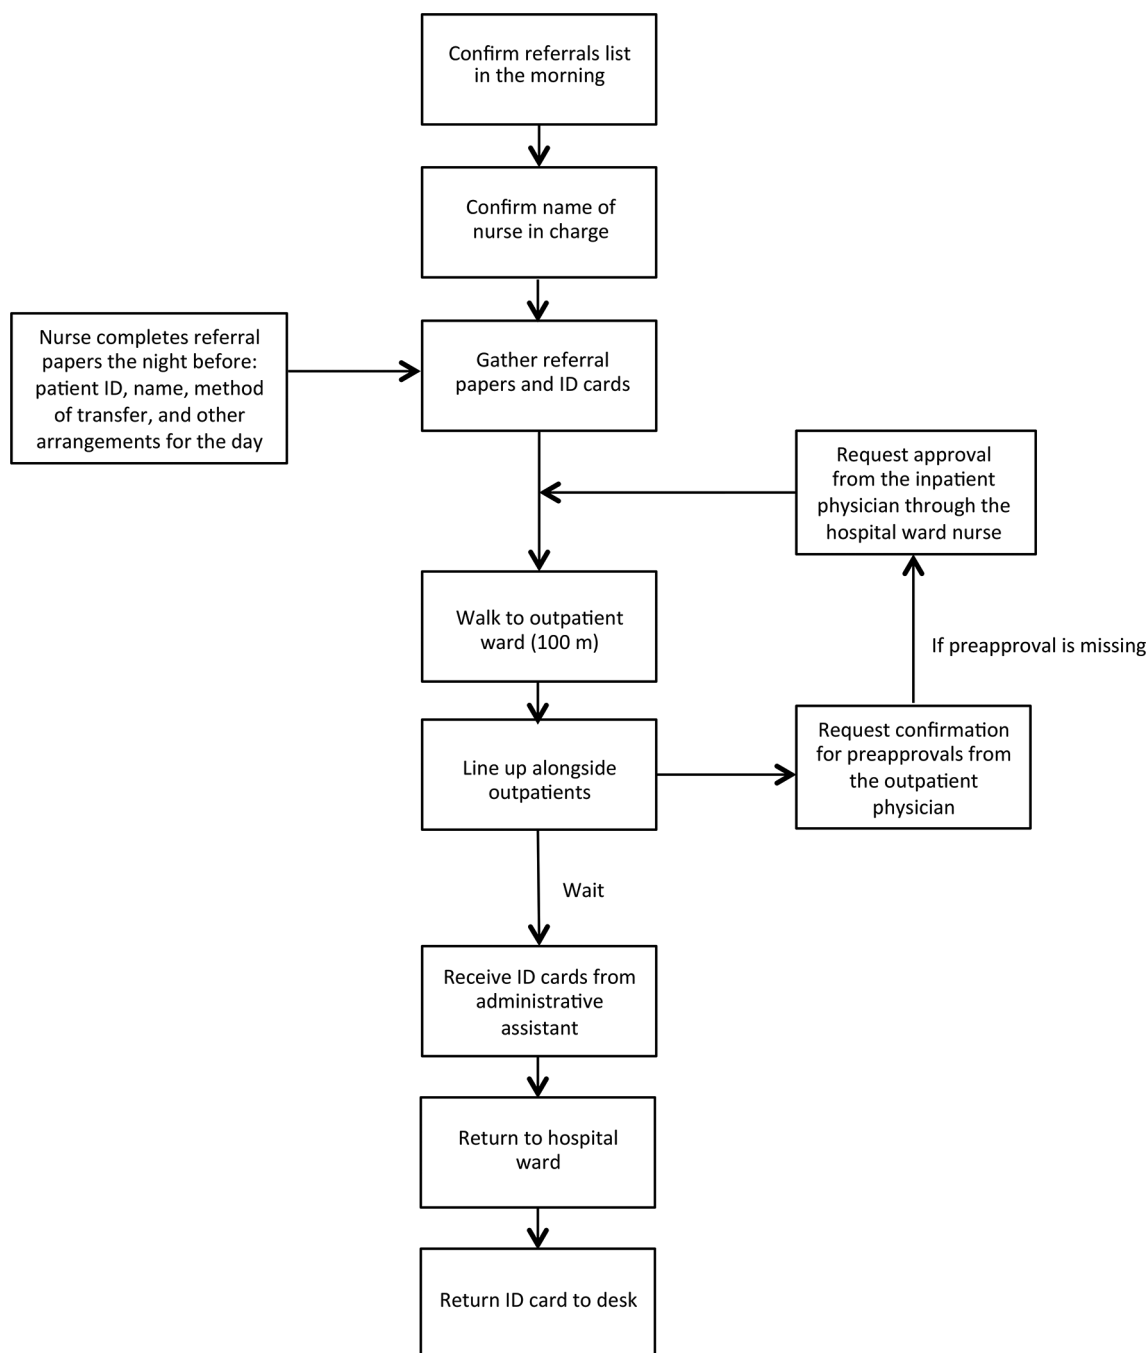 Confirm referrals list
in the morning
Confirm name of
nurse in charge
Nurse completes referral
papers the night before:
patient ID, name, method
of transfer, and other
arrangements for the day
Gather referral
papers and ID cards
Request approval
from the inpatient
physician through the
hospital ward nurse
Walk to outpatient
ward (100 m)
If preapproval is missing
Line up alongside
outpatients
Request confirmation
for preapprovals from
the outpatient
physician
Wait
Receive ID cards from
administrative
assistant
Return to hospital
ward
Return ID card to desk